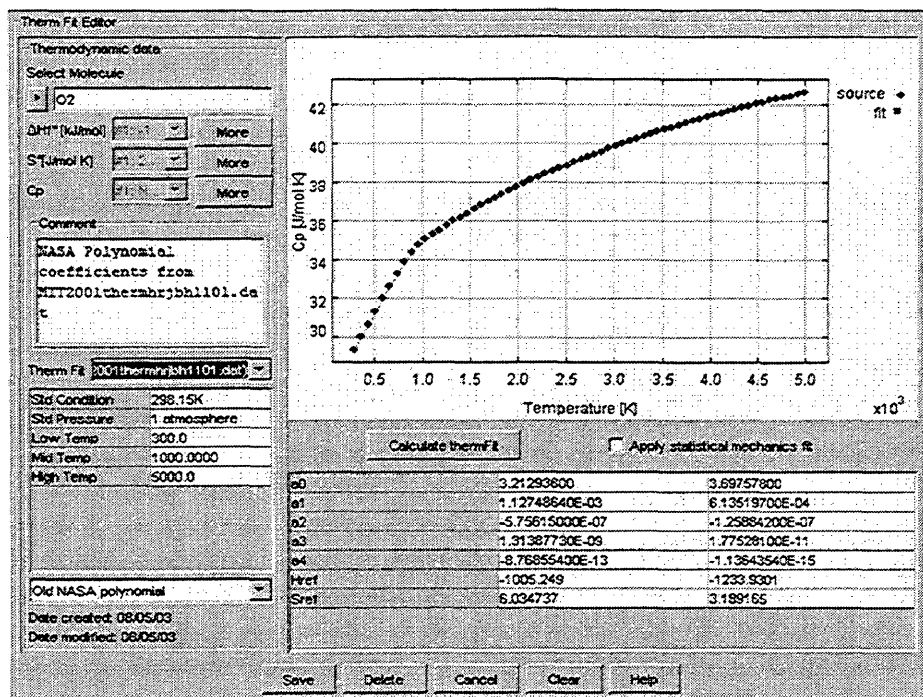 Therm Fit Editor
Thermodynamic data
Select Molecule
O2
ΔHf° [kJ/mol]
More
S°[J/mol K]
More
Cp
More
Comment
NASA Polynomial
coefficients from
MIT2001thermhrjbh1101.da
t
Therm Fit 2001thermhrjbh1101.dat)
Std Condition 298.15K
Std Pressure 1 atmosphere
Low Temp 300.0
Mid Temp 1000.0000
High Temp 5000.0
Old NASA polynomial
Date created: 08/05/03
Date modified: 08/05/03
source
fit
Cp [J/mol K]
42
40
38
36
34
32
30
0.5 1.0 1.5 2.0 2.5 3.0 3.5 4.0 4.5 5.0
Temperature [K] x10³
Calculate thermFit Apply statistical mechanics fit
a0 3.21293600 3.69757800
a1 1.12748640E-03 6.13519700E-04
a2 -5.75615000E-07 -1.25884200E-07
a3 1.31387730E-09 1.77528100E-11
a4 -8.76855400E-13 -1.13643540E-15
Href -1005.249 -1233.9301
Sref 6.034737 3.189165
Save Delete Cancel Clear Help